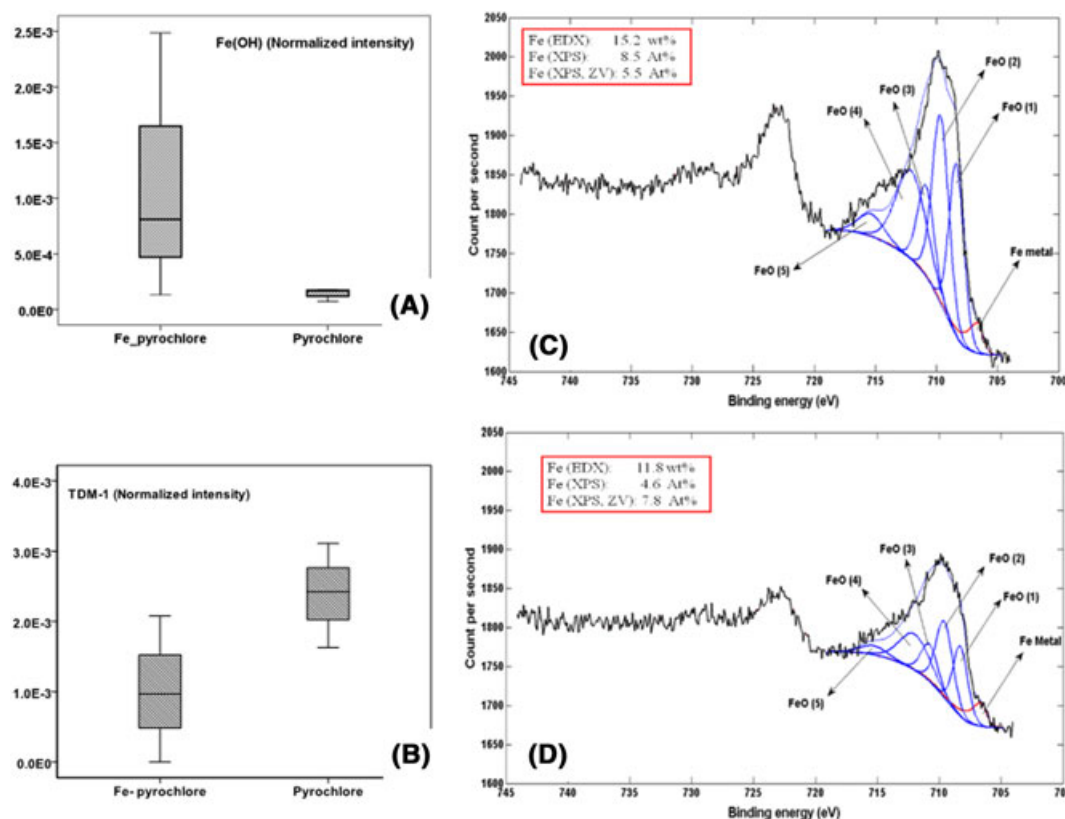 2.5E-3
Fe(OH) (Normalized intensity)
1.5E-3
1.0E-3
5.0E-4
0.0E0
(A)
Fe_pyrochlore
Pyrochlore
4.0E-3
TDM-1 (Normalized intensity)
3.0E-3
2.0E-3
1.0E-3
0.0E0
(B)
Fe- pyrochlore
Pyrochlore
2050
2000
1950
1900
1850
1800
1750
1700
1650
1600
Count per second
Fe (EDX): 15.2 wt%
Fe (XPS) 8.5 At%
Fe (XPS, ZV) 5.5 At%
FeO (2)
FeO (3)
FeO (4)
FeO (1)
Fe metal
FeO (5)
(C)
745 740 735 730 725 720 715 710 705 700
Binding energy (eV)
2050
2000
1950
1900
1850
1800
1750
1700
1650
1600
Count per second
Fe (EDX): 11.8 wt%
Fe (XPS) 4.6 At%
Fe (XPS, ZV): 7.8 At%
FeO (3)
FeO (2)
FeO (4)
FeO (1)
Fe Metal
FeO (5)
(D)
745 740 735 730 725 720 715 710 705 70
Binding energy (eV)